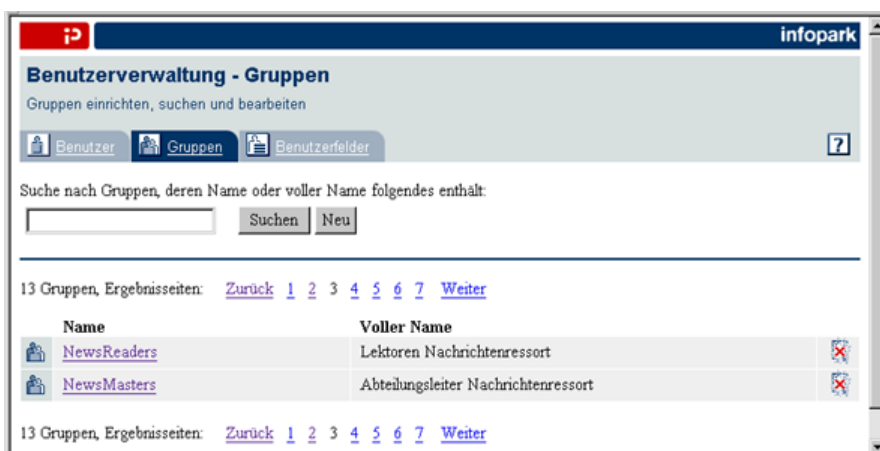 infopark
Benutzerverwaltung - Gruppen
Gruppen einrichten, suchen und bearbeiten
Benutzer Gruppen Benutzerfelder ?
Suche nach Gruppen, deren Name oder voller Name folgendes enthält:
Suchen Neu
13 Gruppen, Ergebnisseiten: Zurück 1 2 3 4 5 6 7 Weiter
Name Voller Name
NewsReaders Lektoren Nachrichtenressort
NewsMasters Abteilungsleiter Nachrichtenressort
13 Gruppen, Ergebnisseiten: Zurück 1 2 3 4 5 6 7 Weiter